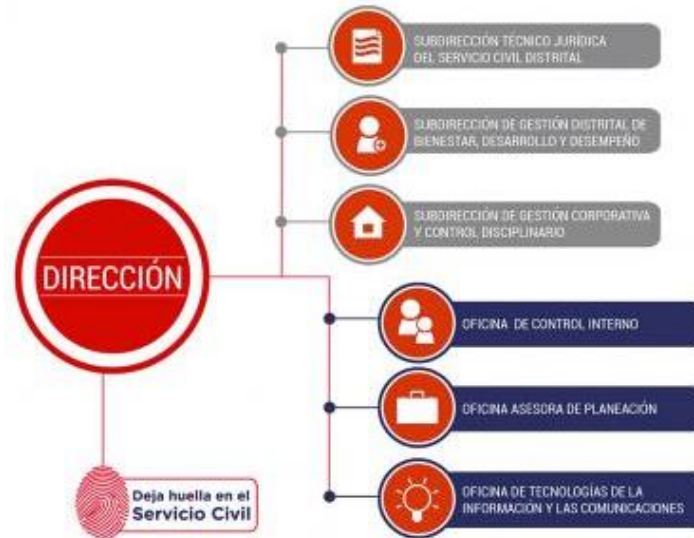 SUBDIRECCIÓN TÉCNICO JURÍDICA
DEL SERVICIO CIVIL DISTRITAL
SUBDIRECCIÓN DE GESTIÓN DISTRITAL DE
BIENESTAR, DESARROLLO Y DESEMPEÑO
SUBDIRECCIÓN DE GESTIÓN CORPORATIVA
Y CONTROL DISCIPLINARIO
DIRECCIÓN
OFICINA DE CONTROL INTERNO
OFICINA ASESORA DE PLANEACIÓN
OFICINA DE TECNOLOGÍAS DE LA
INFORMACIÓN Y LAS COMUNICACIONES
Deja huella en el
Servicio Civil